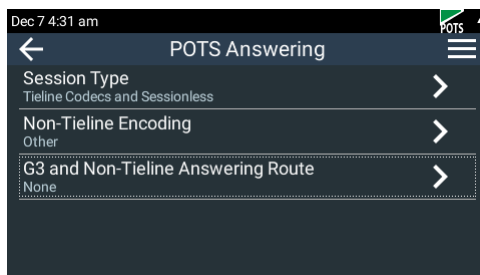 Dec 7 4:31 am
POTS
POTS Answering
Session Type
Tieline Codecs and Sessionless
Non-Tieline Encoding
Other
G3 and Non-Tieline Answering Route
None